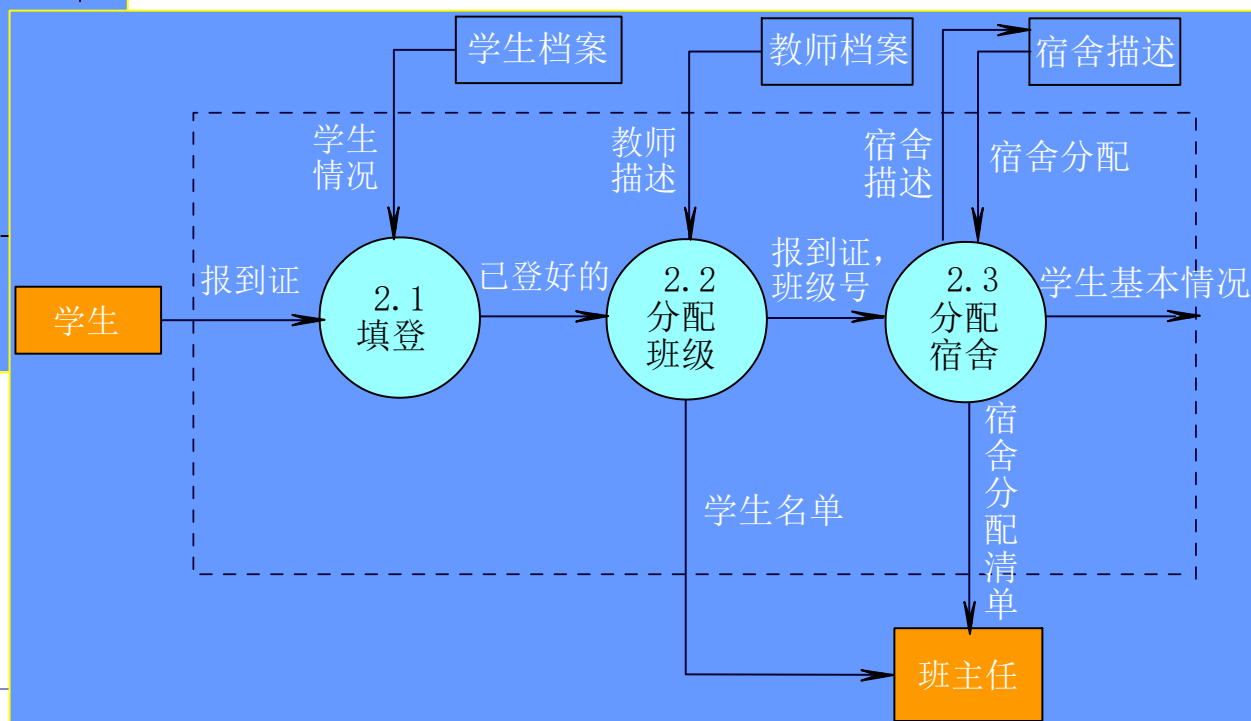 学生档案
教师档案
宿舍描述
学生
情况
教师
描述
宿舍
描述
宿舍分配
报到证
已登好的
报到证,
班级号
学生基本情况
学生
2.1
填登
2.2
分配
班级
2.3
分配
宿舍
学生名单
宿
舍
分
配
清
单
班主任